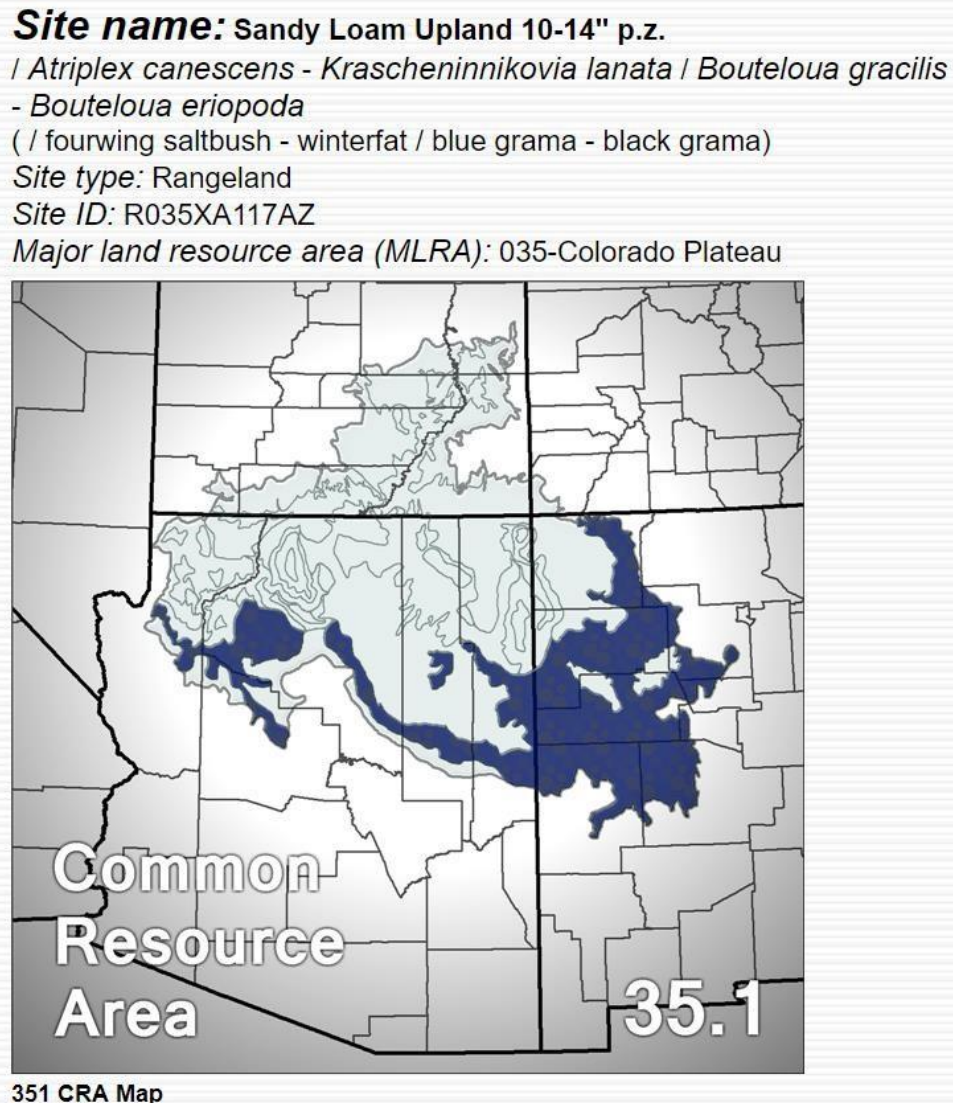 Site name: Sandy Loam Upland 10-14" p.z.
/ Atriplex canescens - Krascheninnikovia lanata / Bouteloua gracilis
- Bouteloua eriopoda
( / fourwing saltbush - winterfat / blue grama - black grama)
Site type: Rangeland
Site ID: R035XA117AZ
Major land resource area (MLRA): 035-Colorado Plateau
Common
Resource
Area
35.1
351 CRA Map